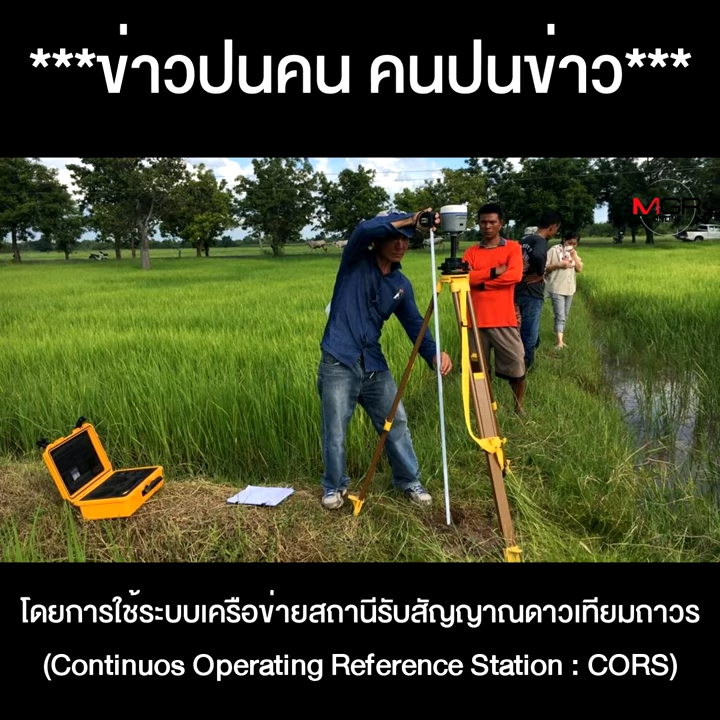 ***ข่าวปนคน คนปนข่าว***
MGR
โดยการใช้ระบบเครือข่ายสถานีรับสัญญาณดาวเทียมถาวร
(Continuos Operating Reference Station : CORS)